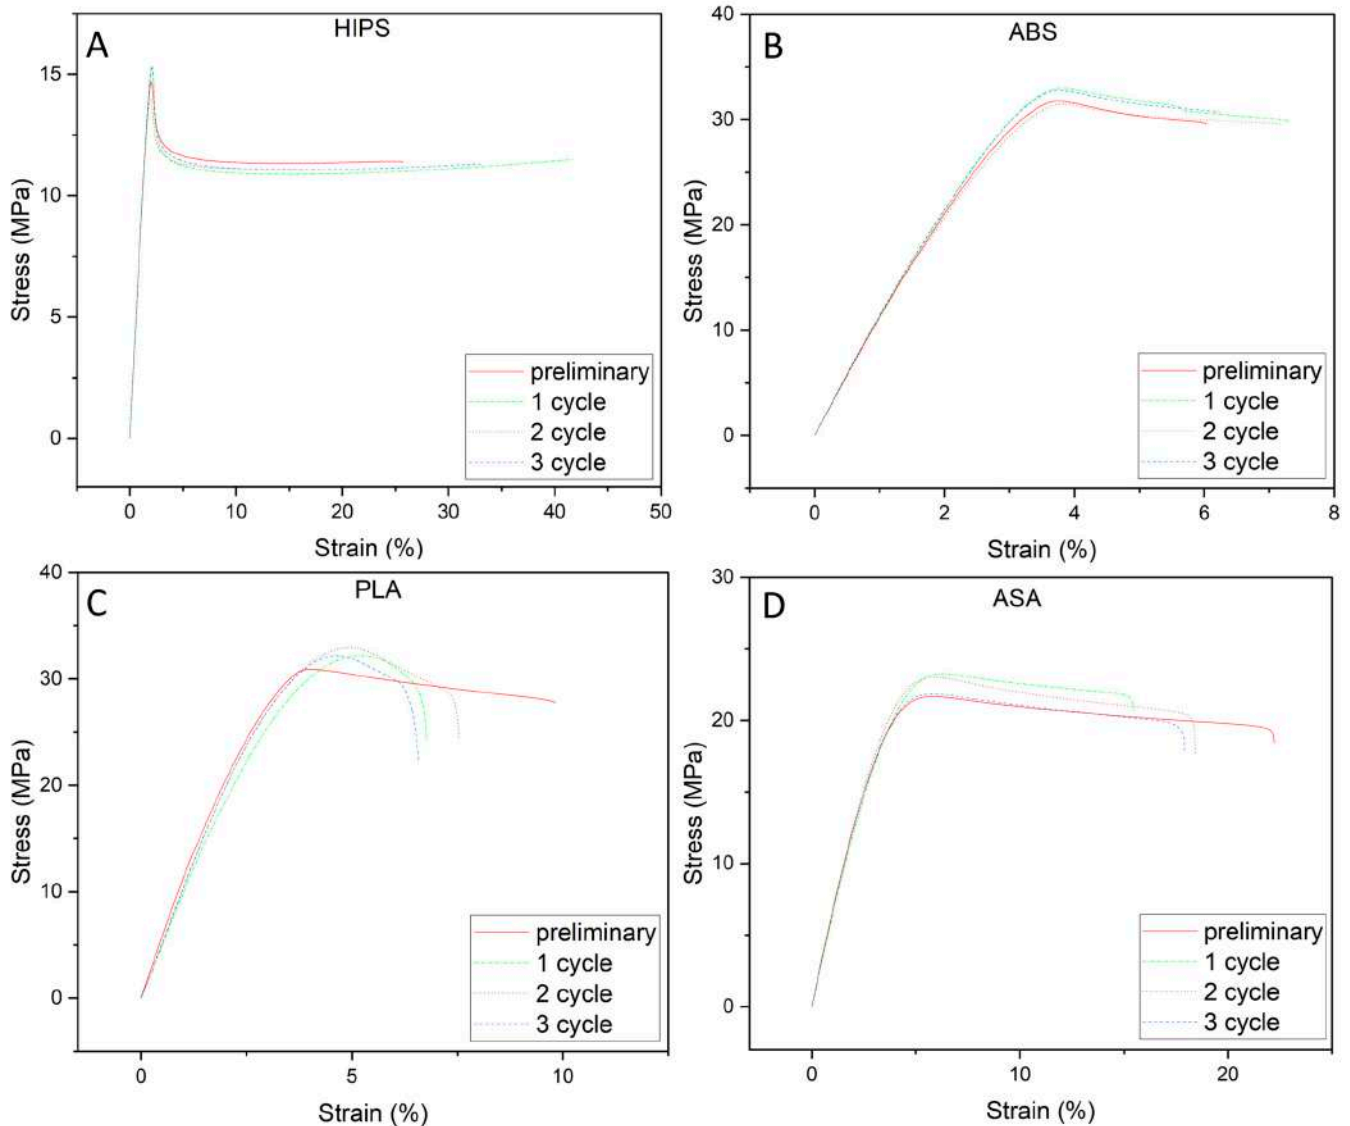 A
HIPS
Stress (MPa)
15
10
5
0
preliminary
1 cycle
2 cycle
3 cycle
0 10 20 30 40 50
Strain (%)
B
ABS
Stress (MPa)
40
30
20
10
0
preliminary
1 cycle
2 cycle
3 cycle
0 2 4 6 8
Strain (%)
C
PLA
Stress (MPa)
40
30
20
10
0
preliminary
1 cycle
2 cycle
3 cycle
0 5 10
Strain (%)
D
ASA
Stress (MPa)
30
20
10
0
preliminary
1 cycle
2 cycle
3 cycle
0 10 20
Strain (%)